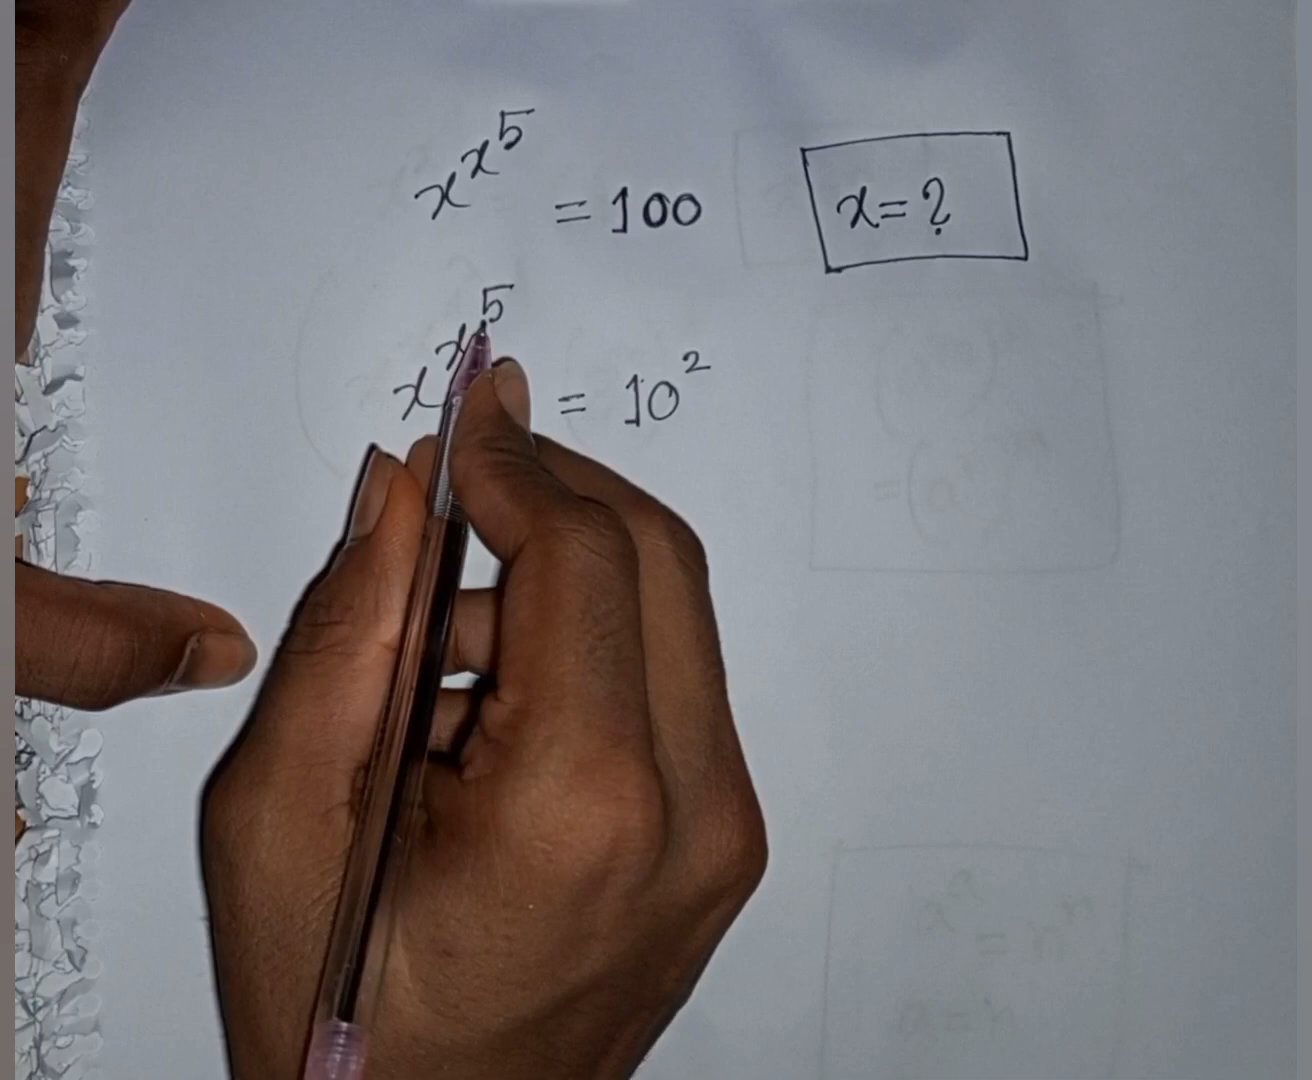 x^x^5 = 100 x = ?
x^x^5 = 10^2